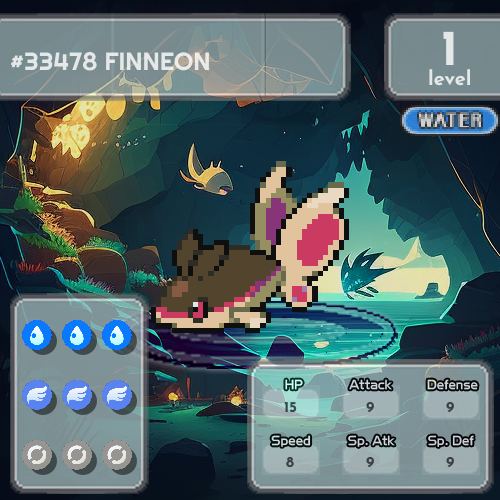 #33478 FINNEON
1
level
WATER
HP Attack Defense
15 9 9
Speed Sp. Atk Sp. Def
8 9 9